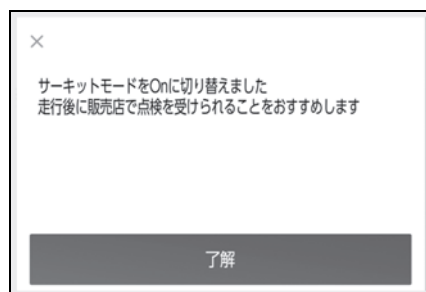 サーキットモードをOnに切り替えました
走行後に販売店で点検を受けられることをおすすめします
了解